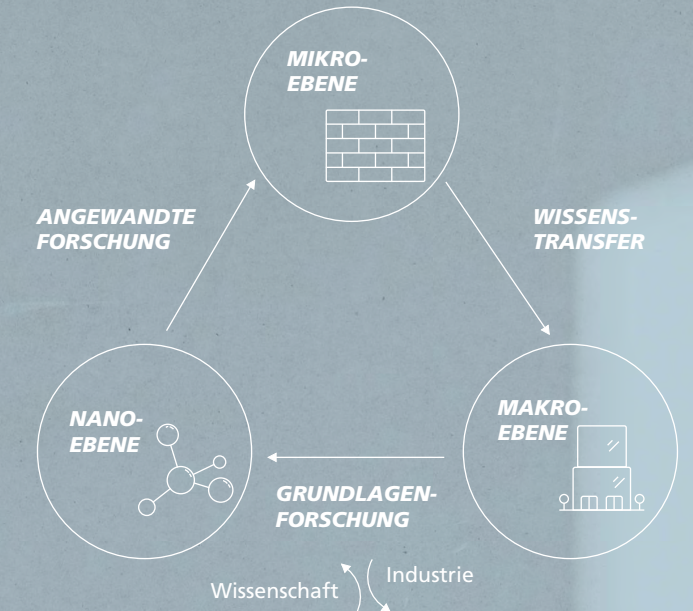 MIKRO-
EBENE
ANGEWANDTE
FORSCHUNG
WISSENS-
TRANSFER
NANO-
EBENE
MAKRO-
EBENE
GRUNDLAGEN-
FORSCHUNG
Wissenschaft
Industrie